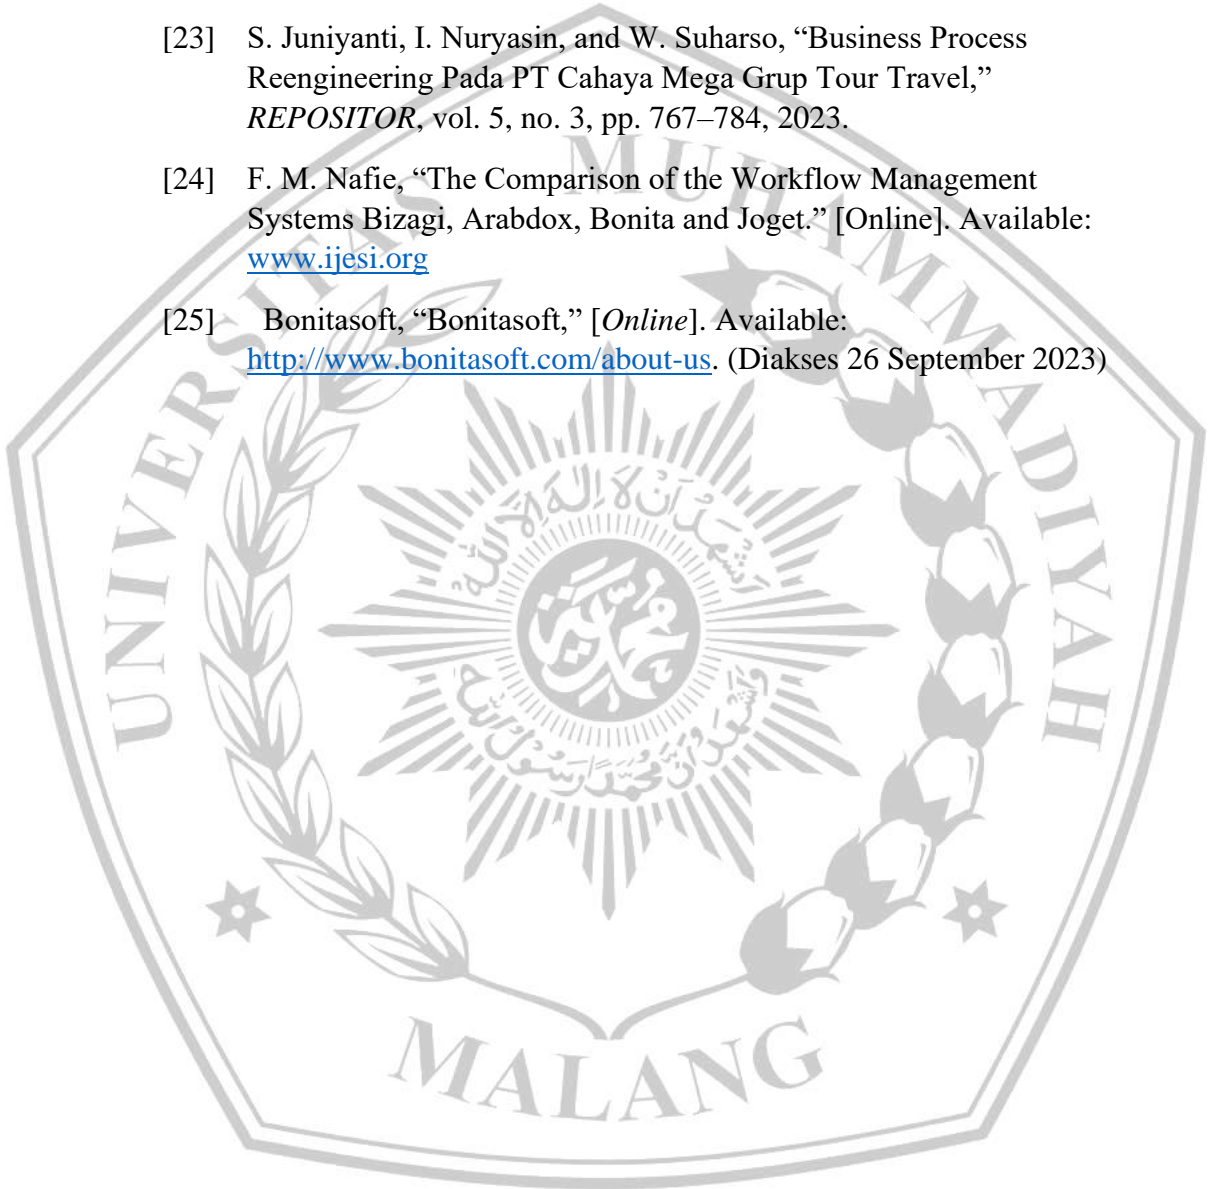 [23] S. Juniyanti, I. Nuryasin, and W. Suharso, “Business Process
Reengineering Pada PT Cahaya Mega Grup Tour Travel,”
REPOSITOR, vol. 5, no. 3, pp. 767–784, 2023.
[24] F. M. Nafie, “The Comparison of the Workflow Management
Systems Bizagi, Arabdox, Bonita and Joget.” [Online]. Available:
www.ijesi.org
[25] Bonitasoft, “Bonitasoft,” [Online]. Available:
http://www.bonitasoft.com/about-us. (Diakses 26 September 2023)
UNIVERSITAS MUHAMMADIYAH
MALANG